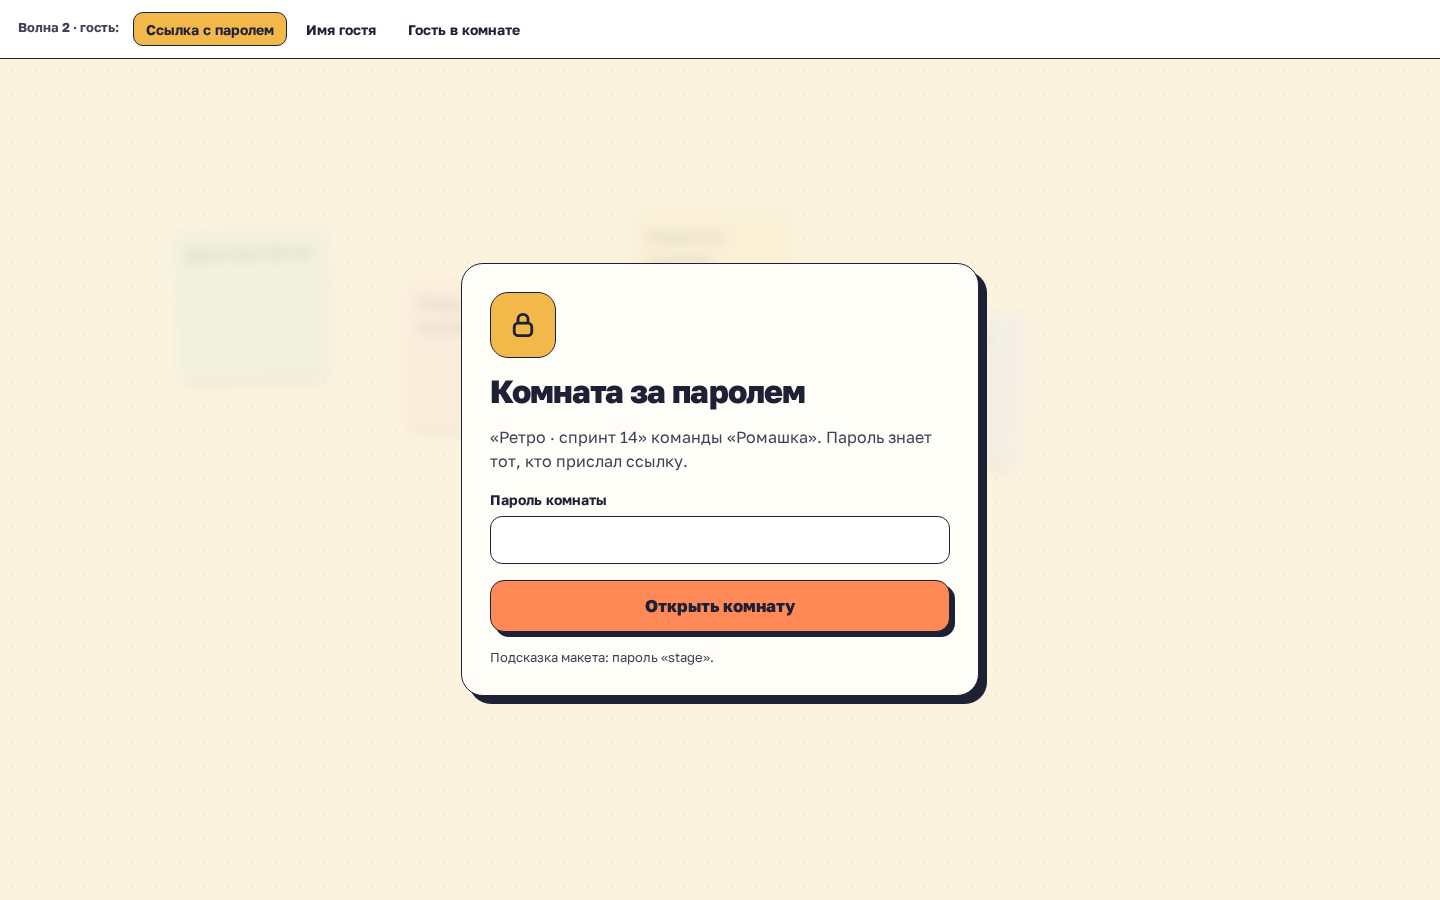 Волна 2 · гость:
Ссылка с паролем
Имя гостя
Гость в комнате
Комната за паролем
«Ретро · спринт 14» команды «Ромашка». Пароль знает
тот, кто прислал ссылку.
Пароль комнаты
Открыть комнату
Подсказка макета: пароль «stage».